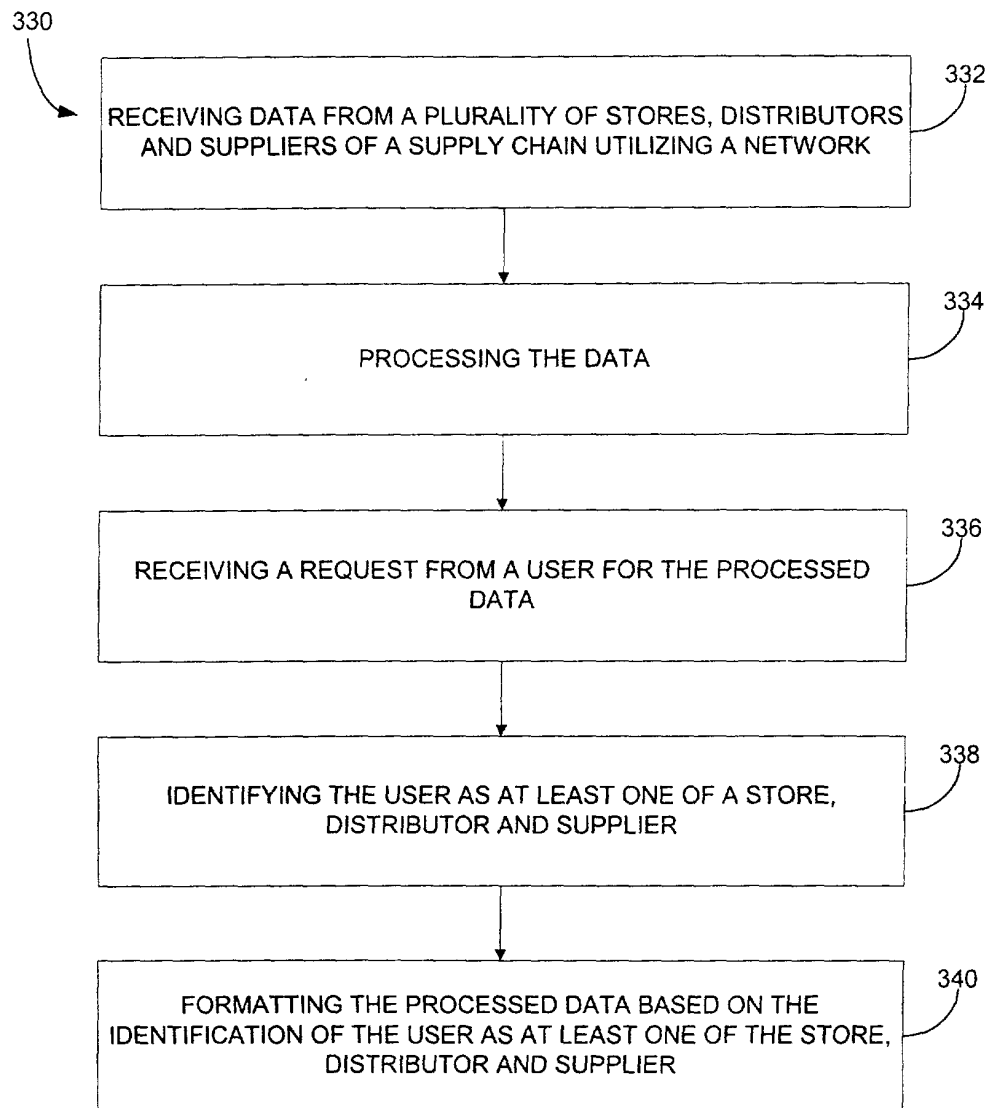 330
332
RECEIVING DATA FROM A PLURALITY OF STORES, DISTRIBUTORS
AND SUPPLIERS OF A SUPPLY CHAIN UTILIZING A NETWORK
334
PROCESSING THE DATA
336
RECEIVING A REQUEST FROM A USER FOR THE PROCESSED
DATA
338
IDENTIFYING THE USER AS AT LEAST ONE OF A STORE,
DISTRIBUTOR AND SUPPLIER
340
FORMATTING THE PROCESSED DATA BASED ON THE
IDENTIFICATION OF THE USER AS AT LEAST ONE OF THE STORE,
DISTRIBUTOR AND SUPPLIER